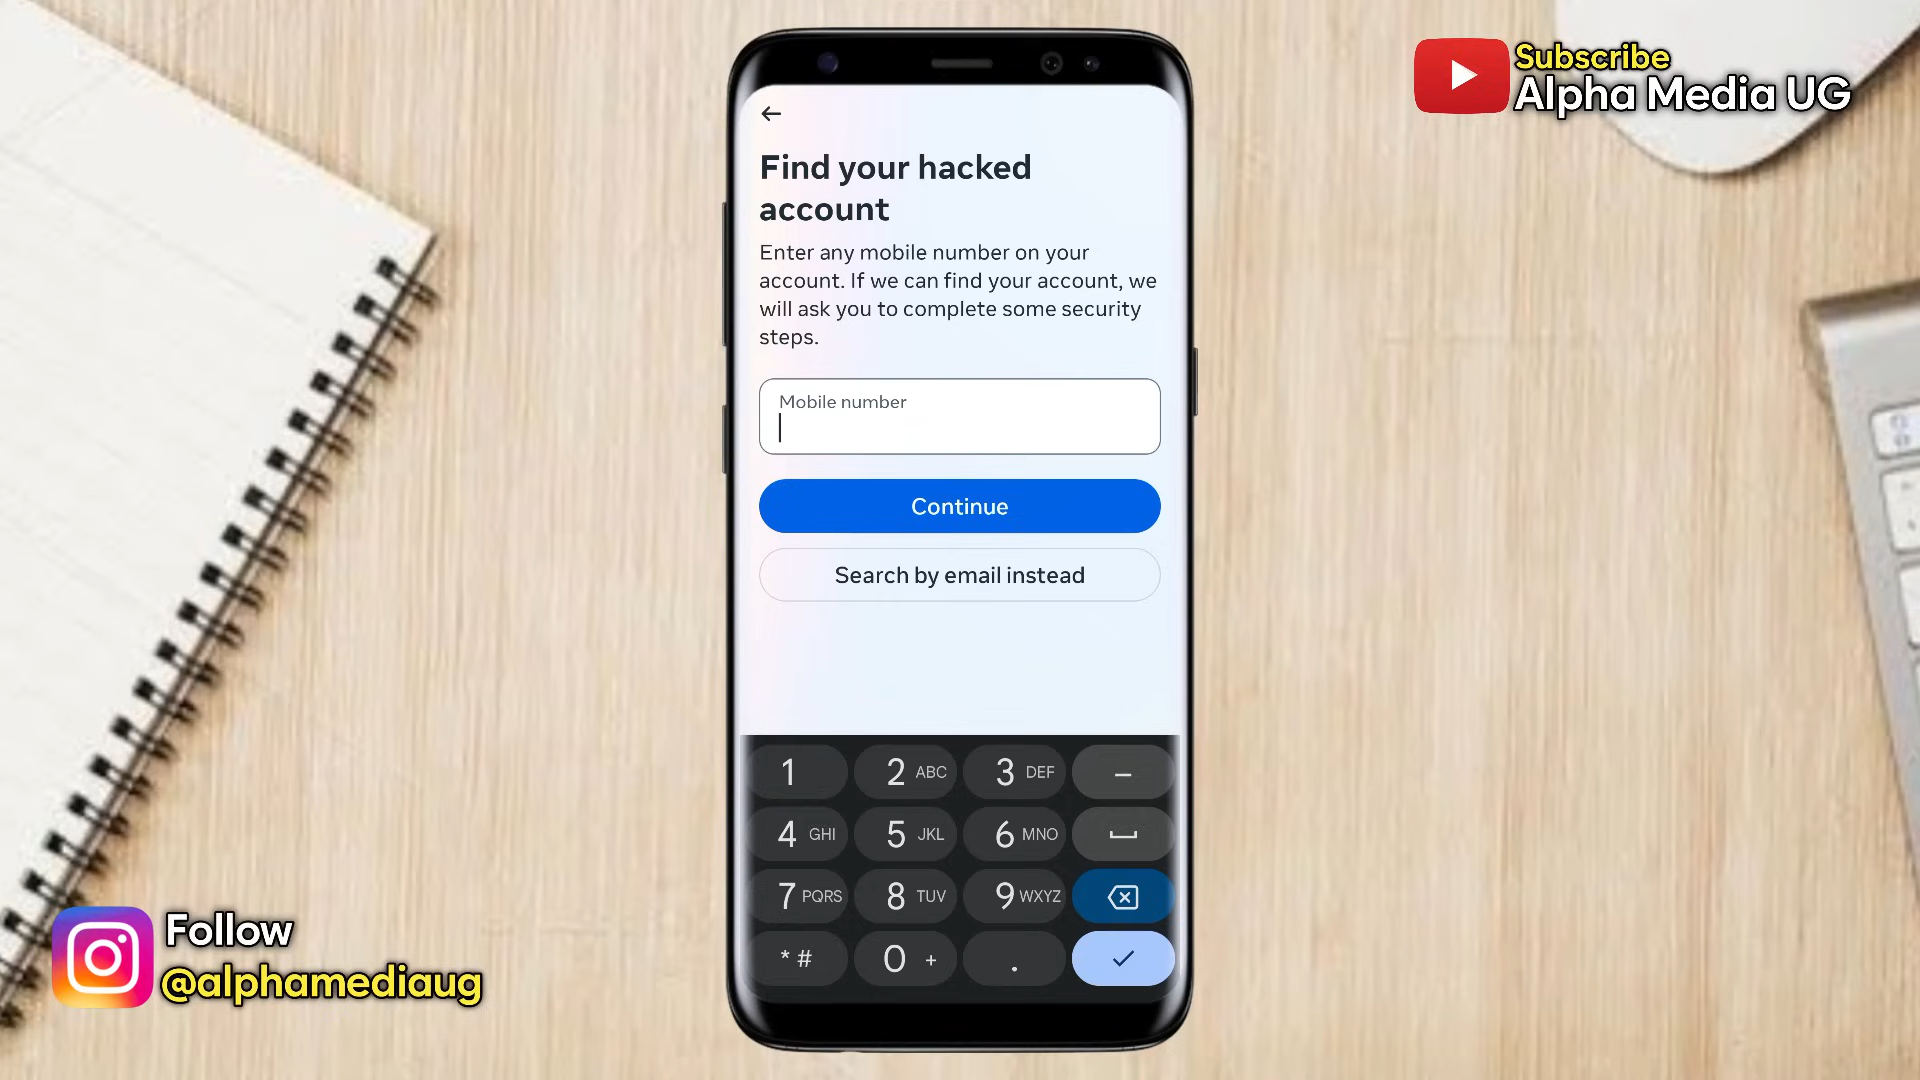 Subscribe
Alpha Media UG
Find your hacked
account
Enter any mobile number on your
account. If we can find your account, we
will ask you to complete some security
steps.
Mobile number
Continue
Search by email instead
1 2 ABC 3 DEF –
4 GHI 5 JKL 6 MNO
7 PQRS 8 TUV 9 WXYZ
* # 0 + .
Follow
@alphamediaug